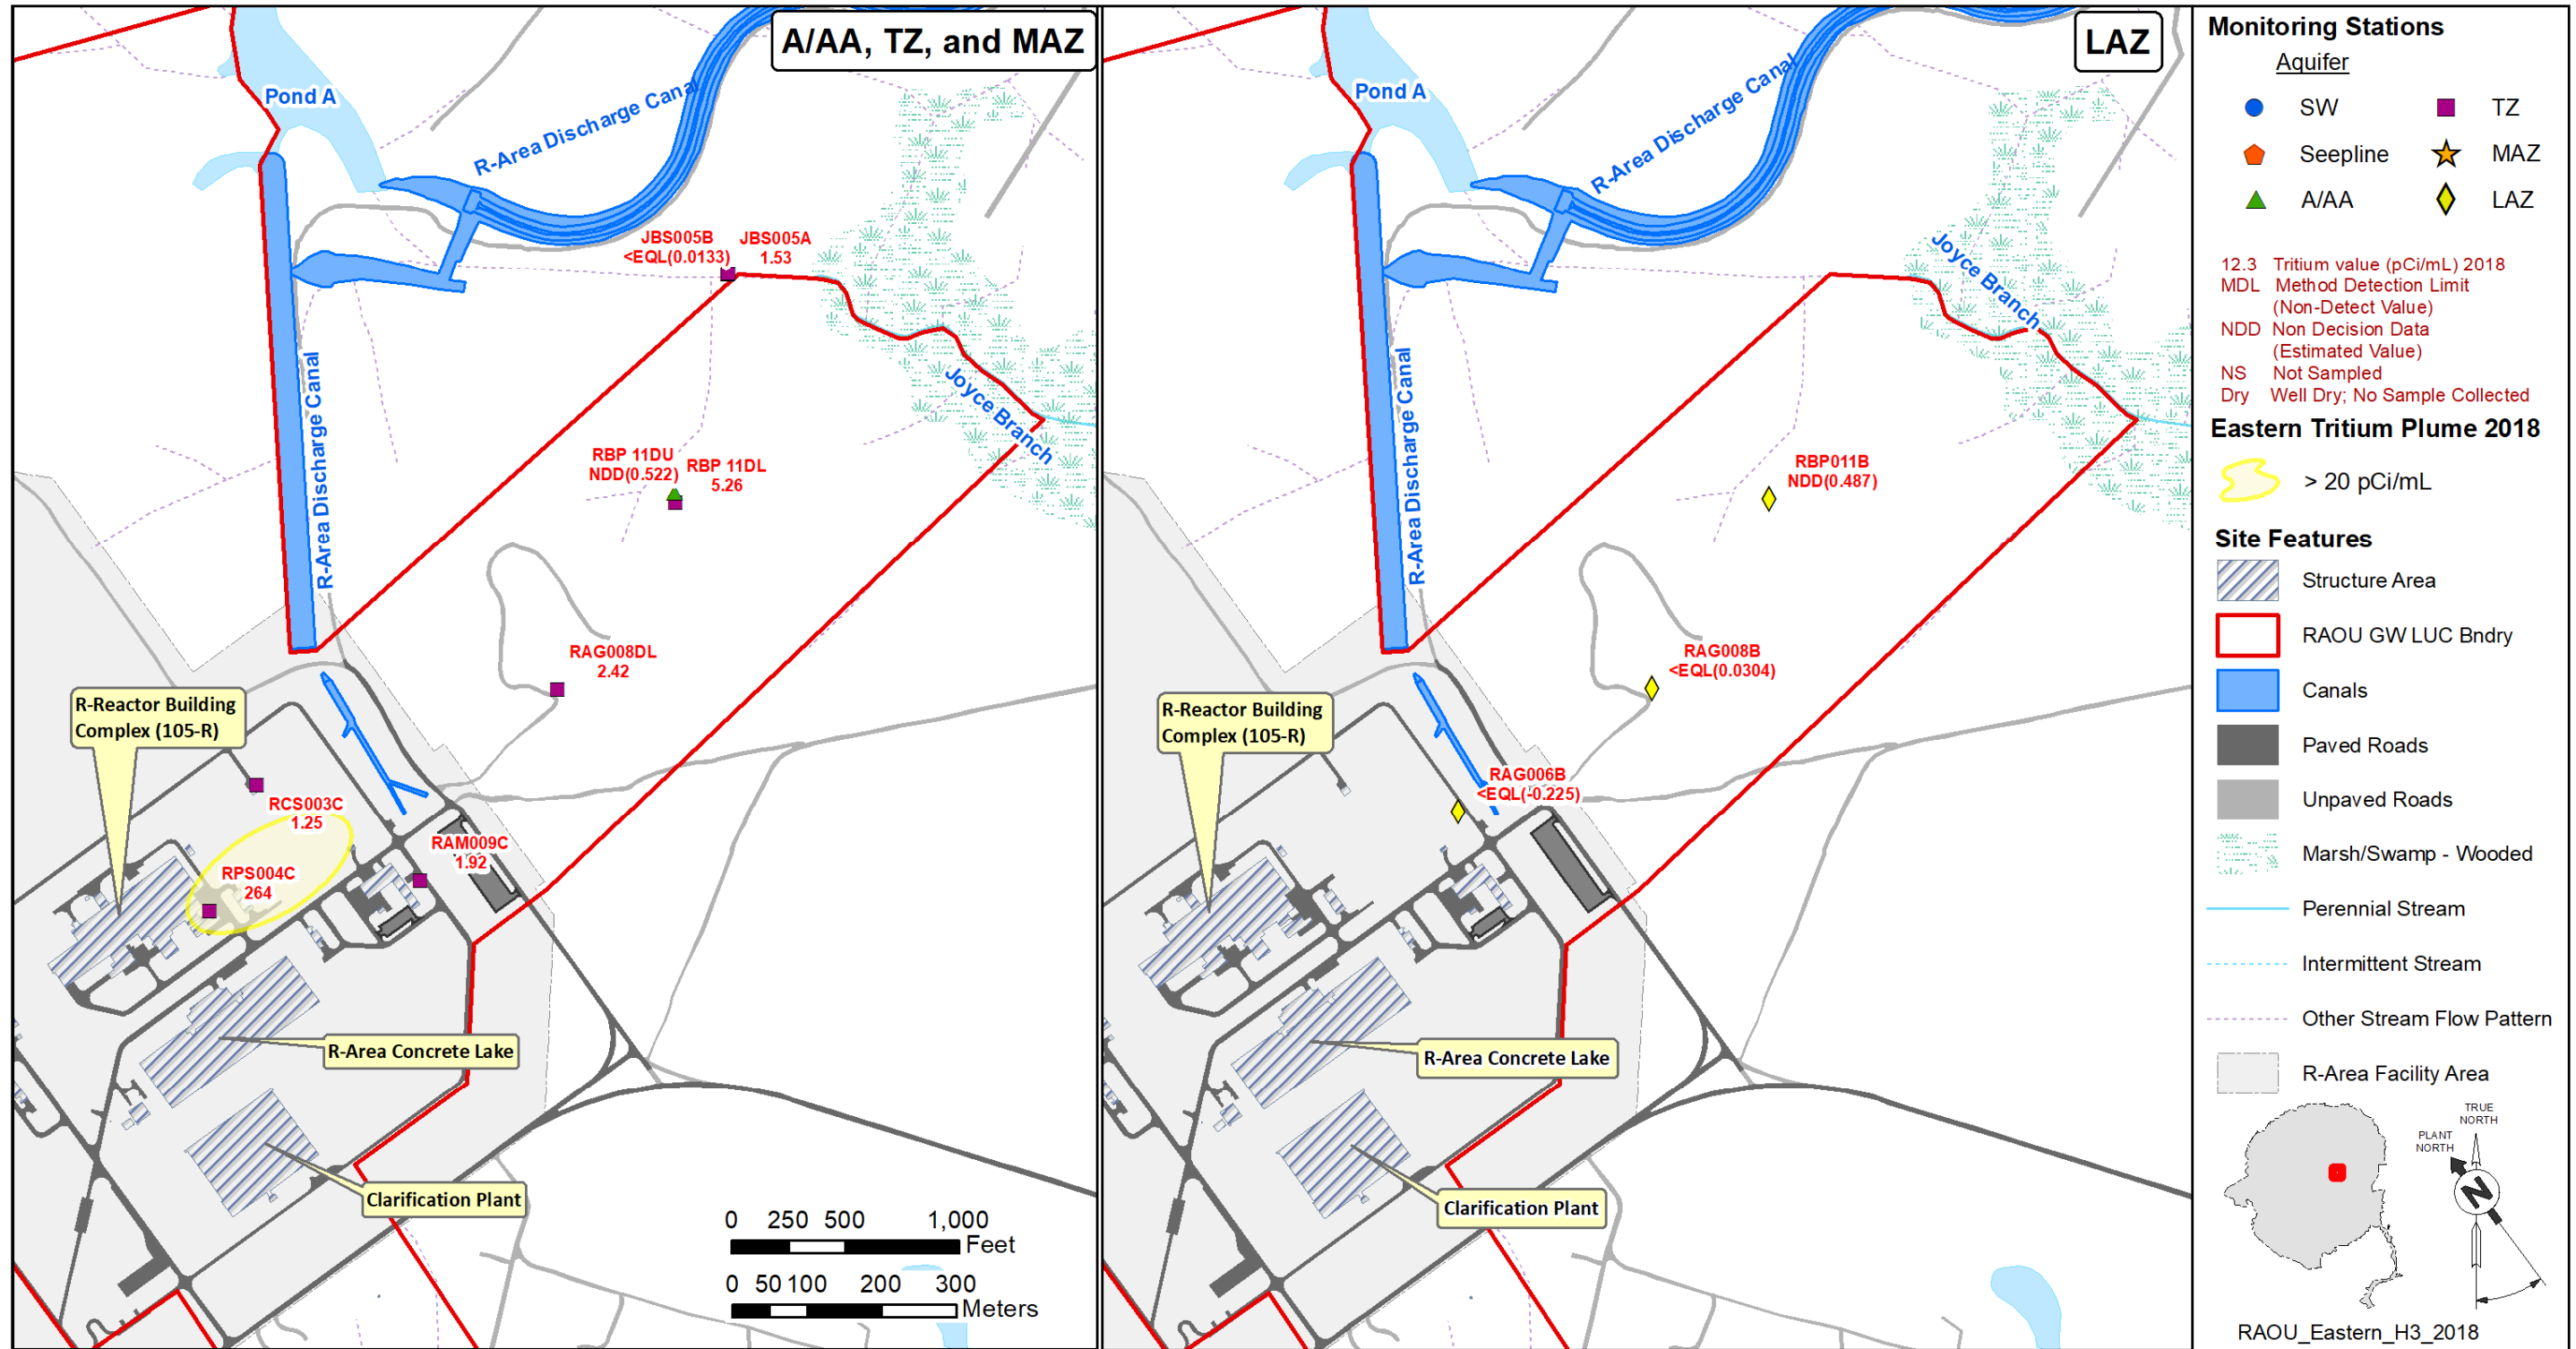 A/AA, TZ, and MAZ
Pond A
R-Area Discharge Canal
JBS005B
<EQL(0.0133)
JBS005A
1.53
Joyce Branch
R-Area Discharge Canal
RBP 11DU
NDD(0.522)
RBP 11DL
5.26
RAG008DL
2.42
R-Reactor Building
Complex (105-R)
RCS003C
1.25
RAM009C
1.92
RPS004C
264
R-Area Concrete Lake
Clarification Plant
0 250 500 1,000
Feet
0 50 100 200 300
Meters
LAZ
Pond A
R-Area Discharge Canal
Joyce Branch
R-Area Discharge Canal
RBP011B
NDD(0.487)
RAG008B
<EQL(0.0304)
R-Reactor Building
Complex (105-R)
RAG006B
<EQL(-0.225)
R-Area Concrete Lake
Clarification Plant
Monitoring Stations
Aquifer
SW TZ
Seepline MAZ
A/AA LAZ
12.3 Tritium value (pCi/mL) 2018
MDL Method Detection Limit
(Non-Detect Value)
NDD Non Decision Data
(Estimated Value)
NS Not Sampled
Dry Well Dry; No Sample Collected
Eastern Tritium Plume 2018
> 20 pCi/mL
Site Features
Structure Area
RAOU GW LUC Bndry
Canals
Paved Roads
Unpaved Roads
Marsh/Swamp - Wooded
Perennial Stream
Intermittent Stream
Other Stream Flow Pattern
R-Area Facility Area
TRUE
NORTH
PLANT
NORTH
N
RAOU_Eastern_H3_2018